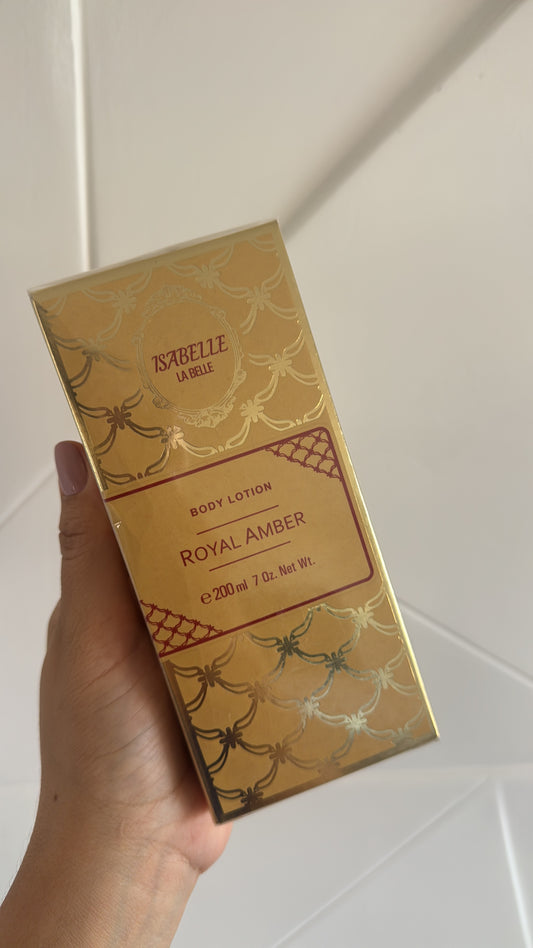 ISABELLE
LA BELLE
BODY LOTION
ROYAL AMBER
℮200 ml 7 Oz. Net Wt.